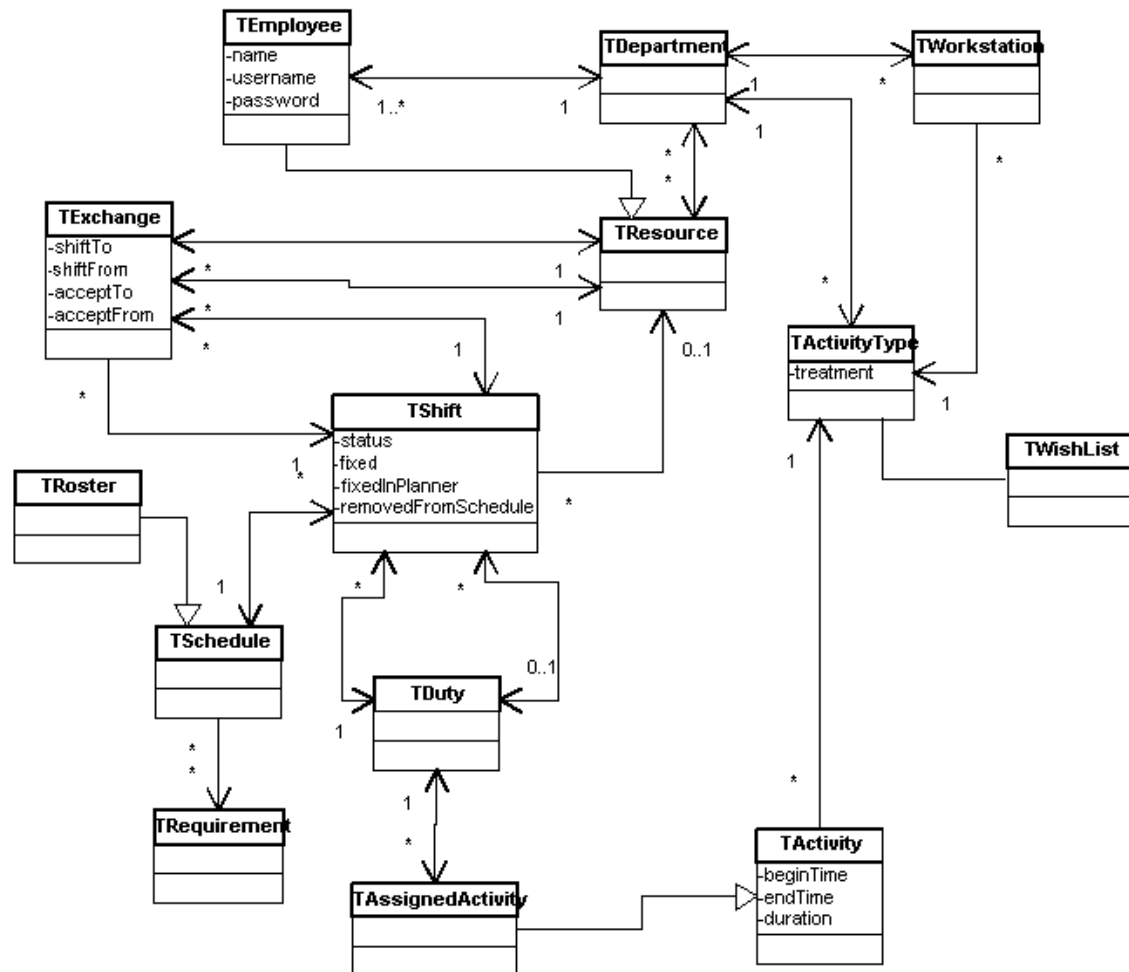 TEmployee
-name
-username
-password
TDepartment
TWorkstation
1..*
1
1
*
1
*
*
*
TExchange
-shiftTo
-shiftFrom
-acceptTo
-acceptFrom
TResource
*
1
*
1
*
1
0..1
*
TActivityType
-treatment
1
*
TShift
-status
-fixed
-fixedInPlanner
-removedFromSchedule
1
*
*
1
TWishList
TRoster
1
*
*
TSchedule
0..1
TDuty
1
*
*
1
*
*
TRequirement
TActivity
-beginTime
-endTime
-duration
TAssignedActivity